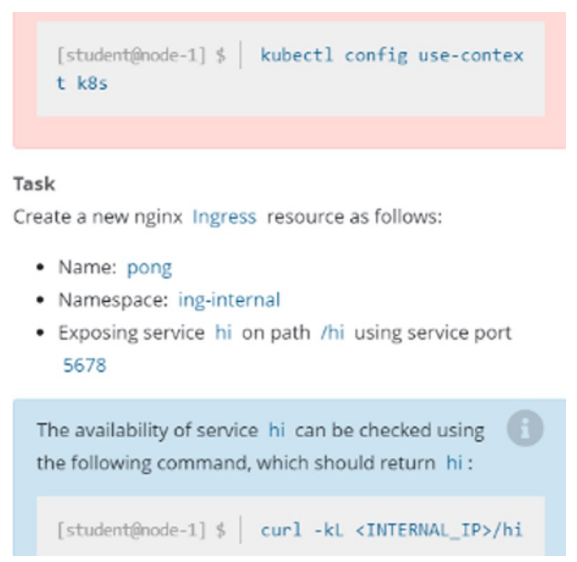 [student@node-1] $ | kubectl config use-contex
t k8s
Task
Create a new nginx Ingress resource as follows:
• Name: pong
• Namespace: ing-internal
• Exposing service hi on path /hi using service port
5678
The availability of service hi can be checked using
the following command, which should return hi :
[student@node-1] $ | curl -kL <INTERNAL_IP>/hi